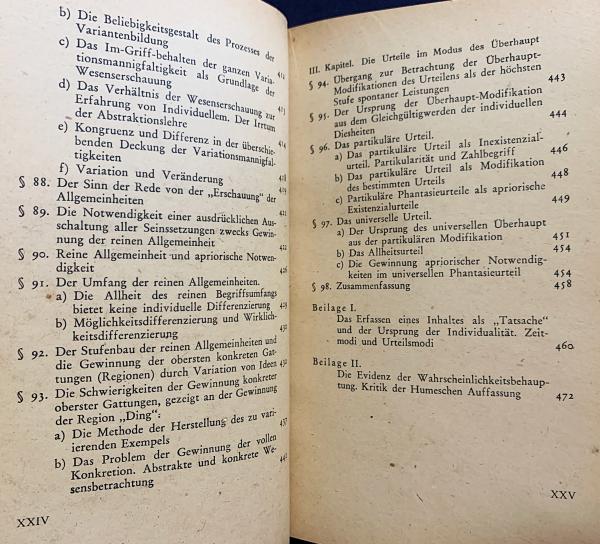 b) Die Beliebigkeitsgestalt des Prozesses der
Variantenbildung
c) Das Im-Griff-behalten der ganzen Varia-
tionsmannigfaltigkeit als Grundlage der
Wesenserschauung
d) Das Verhältnis der Wesenserschauung zur
Erfahrung von Individuellem. Der Irrtum
der Abstraktionslehre
e) Kongruenz und Differenz in der überschie-
benden Deckung der Variationsmannigfal-
tigkeiten
f) Variation und Veränderung
§ 88. Der Sinn der Rede von der „Erschauung" der
Allgemeinheiten 421
§ 89. Die Notwendigkeit einer ausdrücklichen Aus-
schaltung aller Seinssetzungen zwecks Gewin-
nung der reinen Allgemeinheit 422
§ 90. Reine Allgemeinheit und apriorische Notwen-
digkeit 426
§ 91. Der Umfang der reinen Allgemeinheiten.
a) Die Allheit des reinen Begriffsumfangs
bietet keine individuelle Differenzierung 429
b) Möglichkeitsdifferenzierung und Wirklich-
keitsdifferenzierung 431
§ 92. Der Stufenbau der reinen Allgemeinheiten und
die Gewinnung der obersten konkreten Gat-
tungen (Regionen) durch Variation von Ideen 432
§ 93. Die Schwierigkeiten der Gewinnung konkreter
oberster Gattungen, gezeigt an der Gewinnung
der Region „Ding":
a) Die Methode der Herstellung des zu vari-
ierenden Exempels 437
b) Das Problem der Gewinnung der vollen
Konkretion. Abstrakte und konkrete We-
sensbetrachtung
XXIV
III. Kapitel. Die Urteile im Modus des Überhaupt
§ 94. Übergang zur Betrachtung der Überhaupt-
Modifikationen des Urteilens als der höchsten
Stufe spontaner Leistungen 443
§ 95. Der Ursprung der Überhaupt-Modifikation
aus dem Gleichgültigwerden der individuellen
Diesheiten 444
§ 96. Das partikuläre Urteil.
a) Das partikuläre Urteil als Inexistenzial-
urteil. Partikularität und Zahlbegriff 446
b) Das partikuläre Urteil als Modifikation
des bestimmten Urteils 448
c) Partikuläre Phantasieurteile als apriorische
Existenzialurteile 449
§ 97. Das universelle Urteil.
a) Der Ursprung des universellen Überhaupt
aus der partikulären Modifikation 451
b) Das Allheitsurteil 454
c) Die Gewinnung apriorischer Notwendig-
keiten im universellen Phantasieurteil 454
§ 98. Zusammenfassung 458
Beilage I.
Das Erfassen eines Inhaltes als „Tatsache"
und der Ursprung der Individualität. Zeit-
modi und Urteilsmodi 460
Beilage II.
Die Evidenz der Wahrscheinlichkeitsbehaup-
tung. Kritik der Humeschen Auffassung 472
XXV